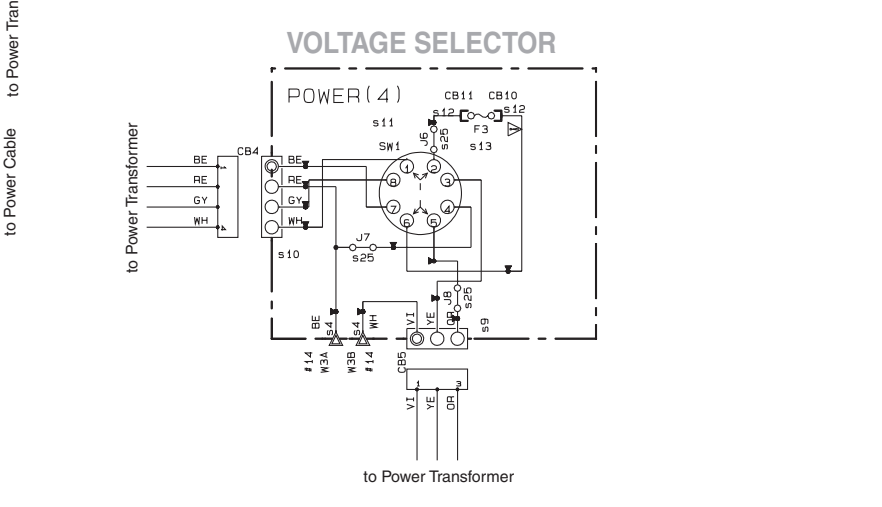 to Power Tran
to Power Cable
VOLTAGE SELECTOR
POWER(4)
CB11 CB10
s12 s12
s11
F3
J6
s25
s13
SW1
to Power Transformer
CB4
BE
RE
GY
WH
1
4
BE
RE
GY
WH
s10
1
2
3
4
5
6
7
8
J7
s25
J8
s25
BE
s4
s4
WH
VI
YE
OR
s9
#14
W3A
W3B
#14
CB5
1 3
VI
YE
OR
to Power Transformer